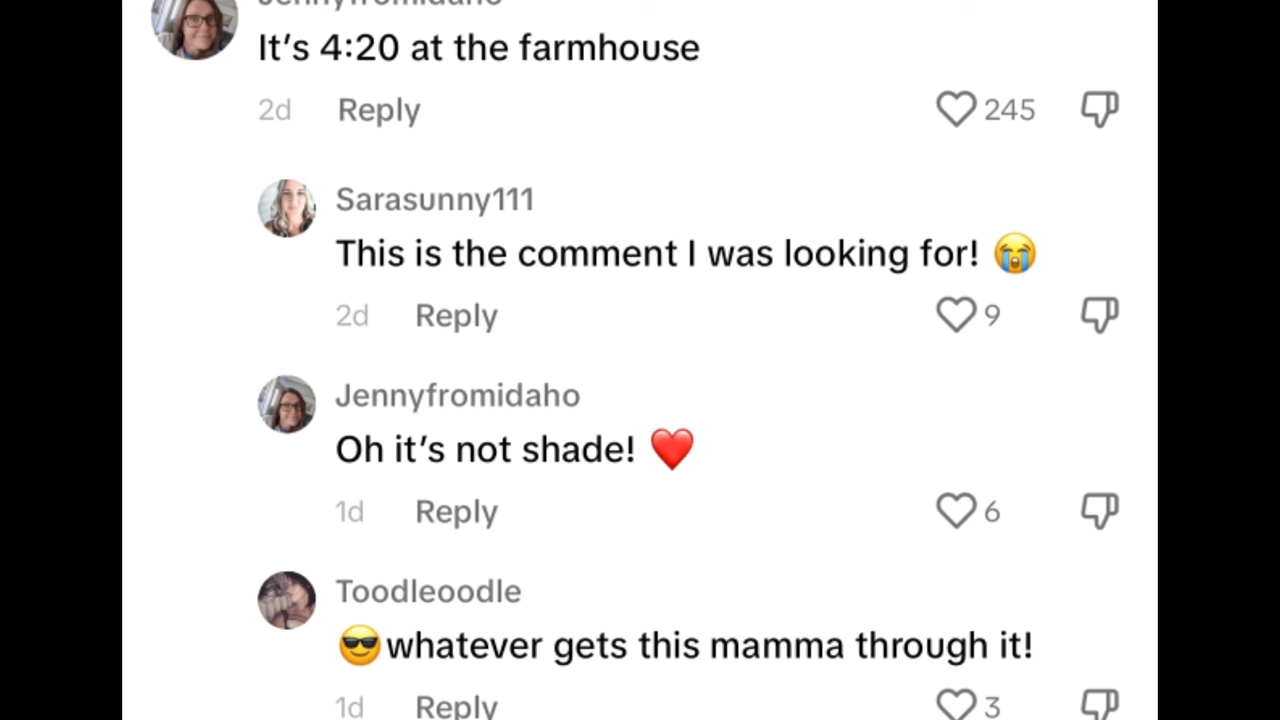 Jennyfromidaho
It's 4:20 at the farmhouse
2d Reply 245
Sarasunny111
This is the comment I was looking for! 😭
2d Reply 9
Jennyfromidaho
Oh it's not shade! ❤️
1d Reply 6
Toodleoodle
😎whatever gets this mamma through it!
1d Reply 3